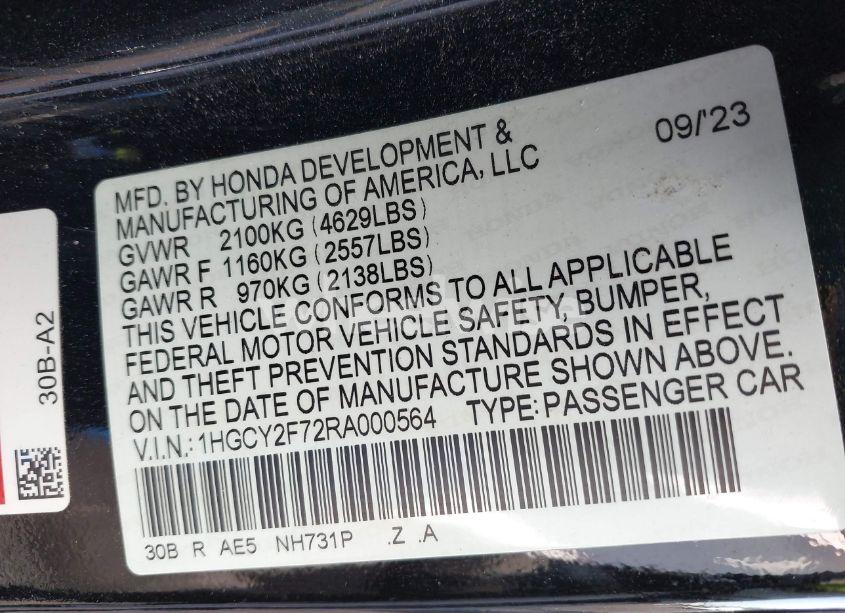 09/'23
MFD. BY HONDA DEVELOPMENT &
MANUFACTURING OF AMERICA, LLC
GVWR 2100KG (4629LBS)
GAWR F 1160KG (2557LBS)
GAWR R 970KG (2138LBS)
THIS VEHICLE CONFORMS TO ALL APPLICABLE
FEDERAL MOTOR VEHICLE SAFETY, BUMPER,
AND THEFT PREVENTION STANDARDS IN EFFECT
ON THE DATE OF MANUFACTURE SHOWN ABOVE.
V.I.N.: 1HGCY2F72RA000564 TYPE: PASSENGER CAR
30B R AE5 NH731P .Z .A
30B-A2